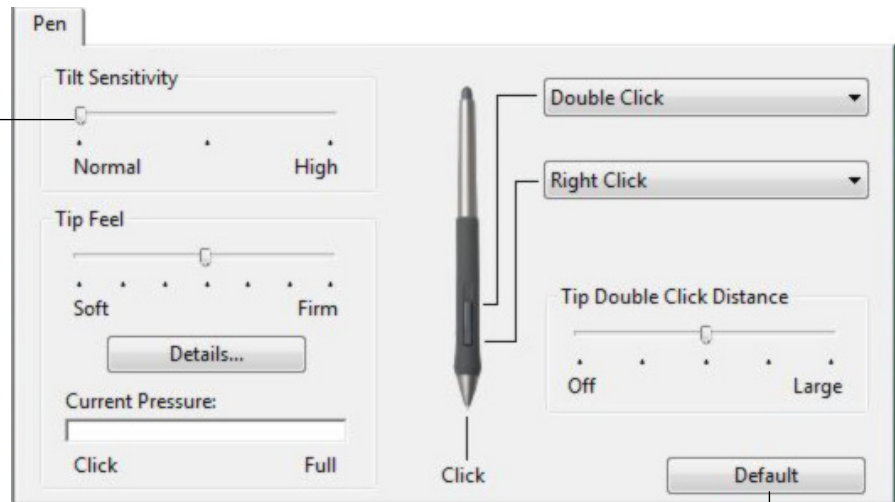 Pen
Tilt Sensitivity
Normal High
Tip Feel
Soft Firm
Details...
Current Pressure:
Click Full
Click
Double Click
Right Click
Tip Double Click Distance
Off Large
Default